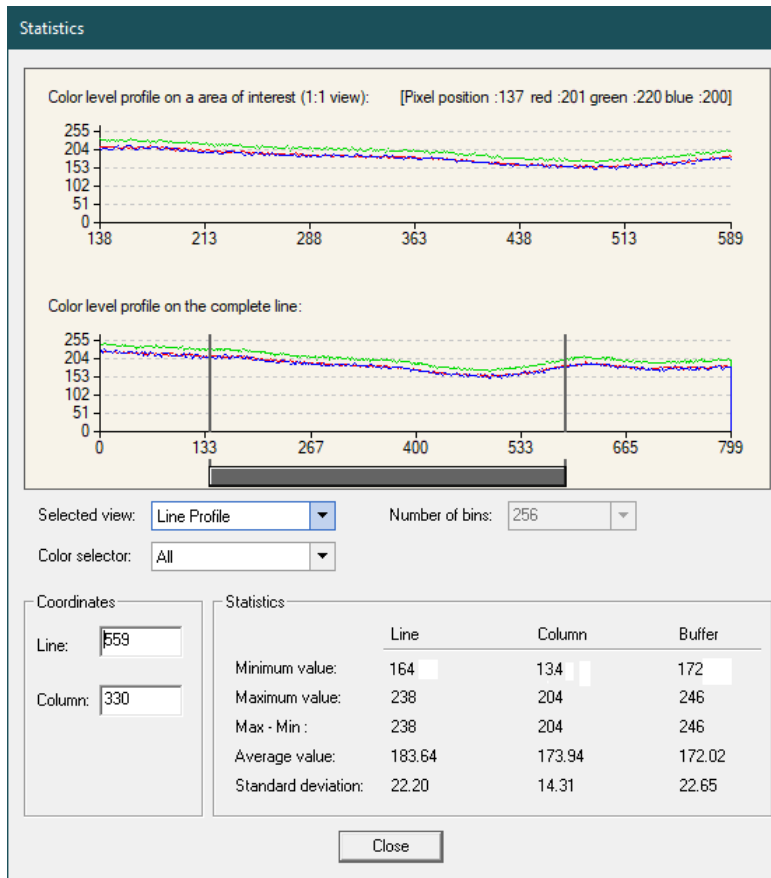 Statistics
Color level profile on a area of interest (1:1 view): [Pixel position :137 red :201 green :220 blue :200]
255
204
153
102
51
0
138 213 288 363 438 513 589
Color level profile on the complete line:
255
204
153
102
51
0
0 133 267 400 533 665 799
Selected view: Line Profile Number of bins: 256
Color selector: All
Coordinates
Line: 559
Column: 330
Statistics
Line Column Buffer
Minimum value: 164 134 172
Maximum value: 238 204 246
Max - Min : 238 204 246
Average value: 183.64 173.94 172.02
Standard deviation: 22.20 14.31 22.65
Close